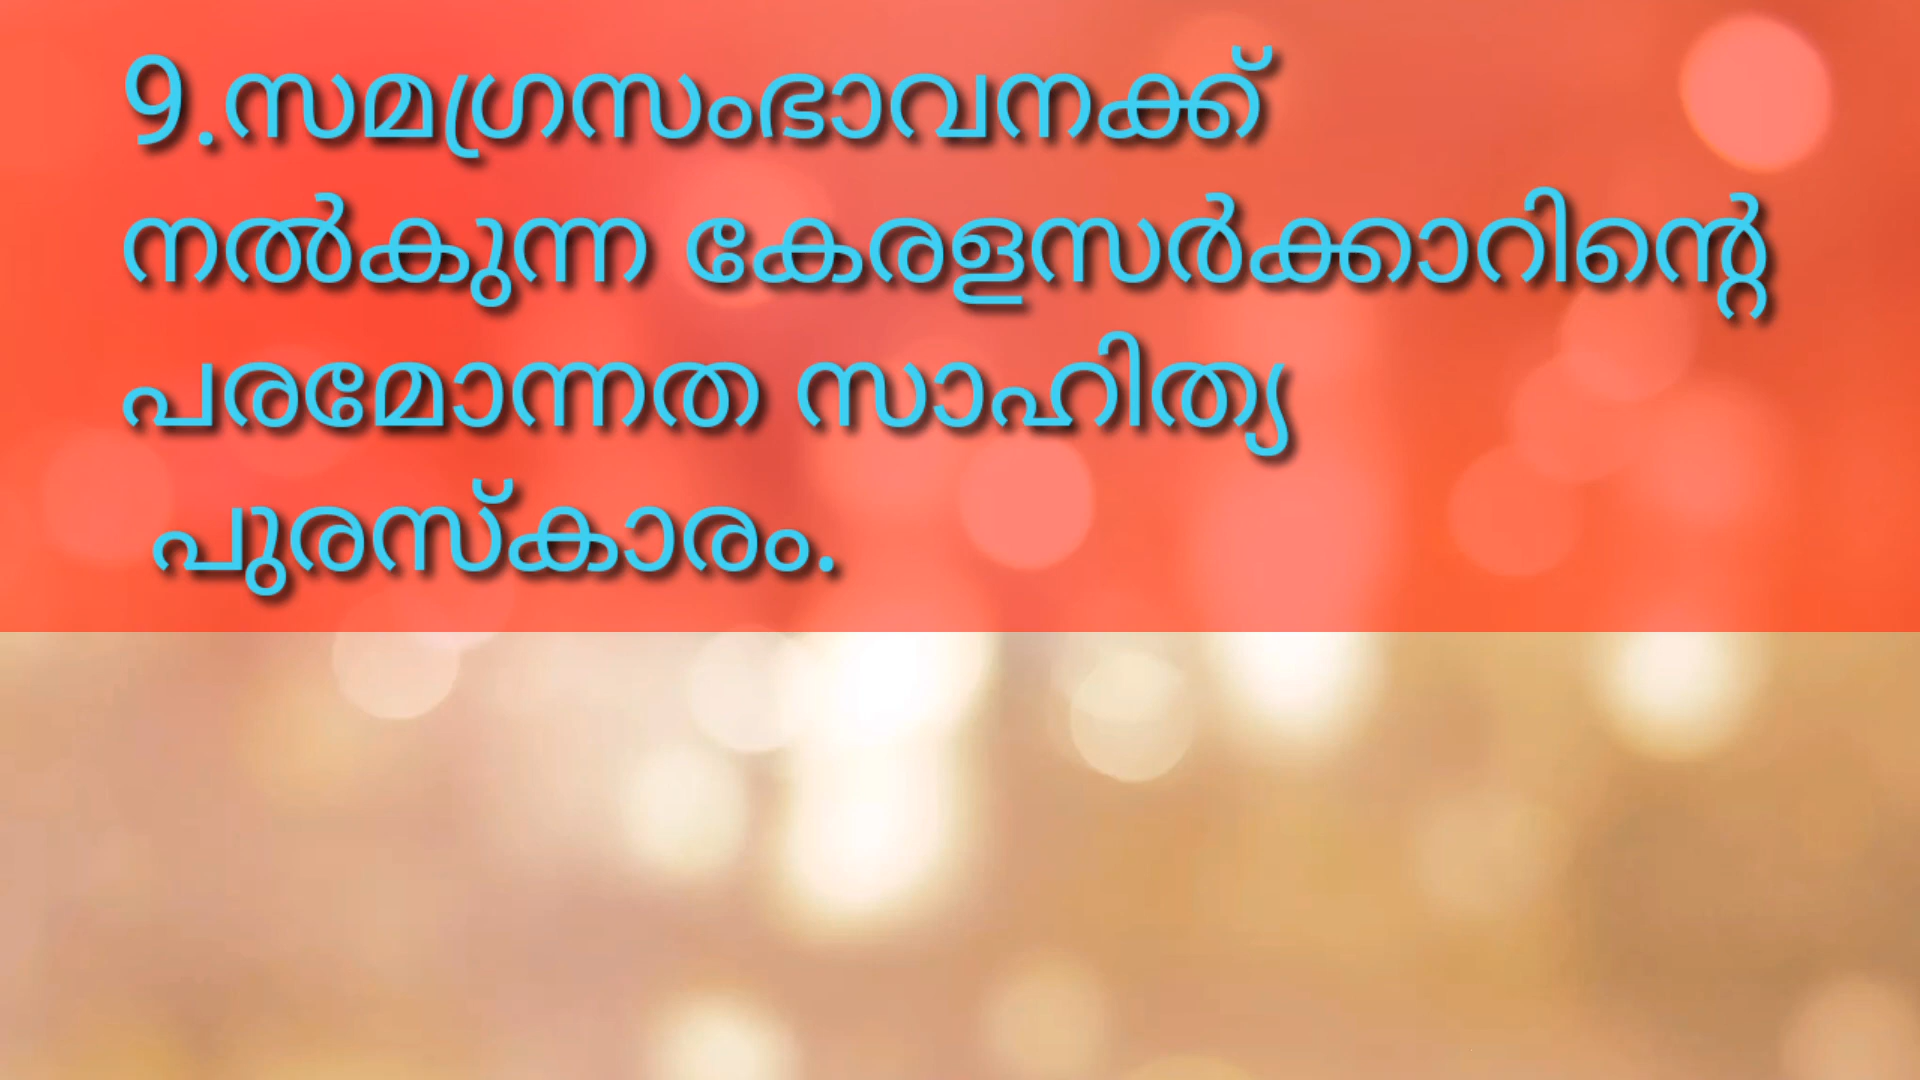 9.സമഗ്രസംഭാവനക്ക്
നൽകുന്ന കേരളസർക്കാറിന്റെ
പരമോന്നത സാഹിത്യ
പുരസ്കാരം.